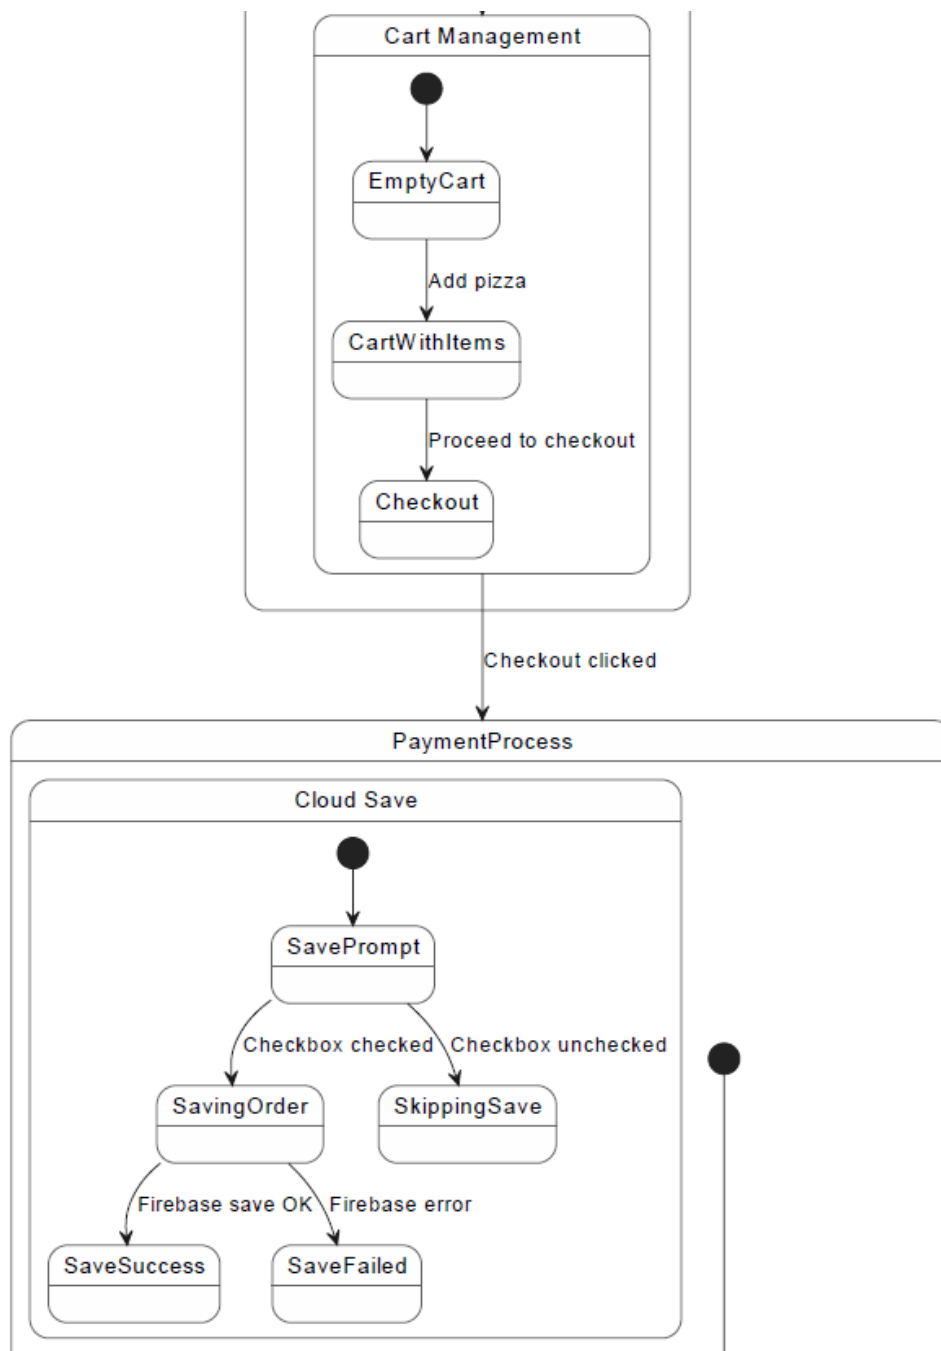 Cart Management
EmptyCart
Add pizza
CartWithItems
Proceed to checkout
Checkout
Checkout clicked
PaymentProcess
Cloud Save
SavePrompt
Checkbox checked
Checkbox unchecked
SavingOrder
SkippingSave
Firebase save OK
Firebase error
SaveSuccess
SaveFailed